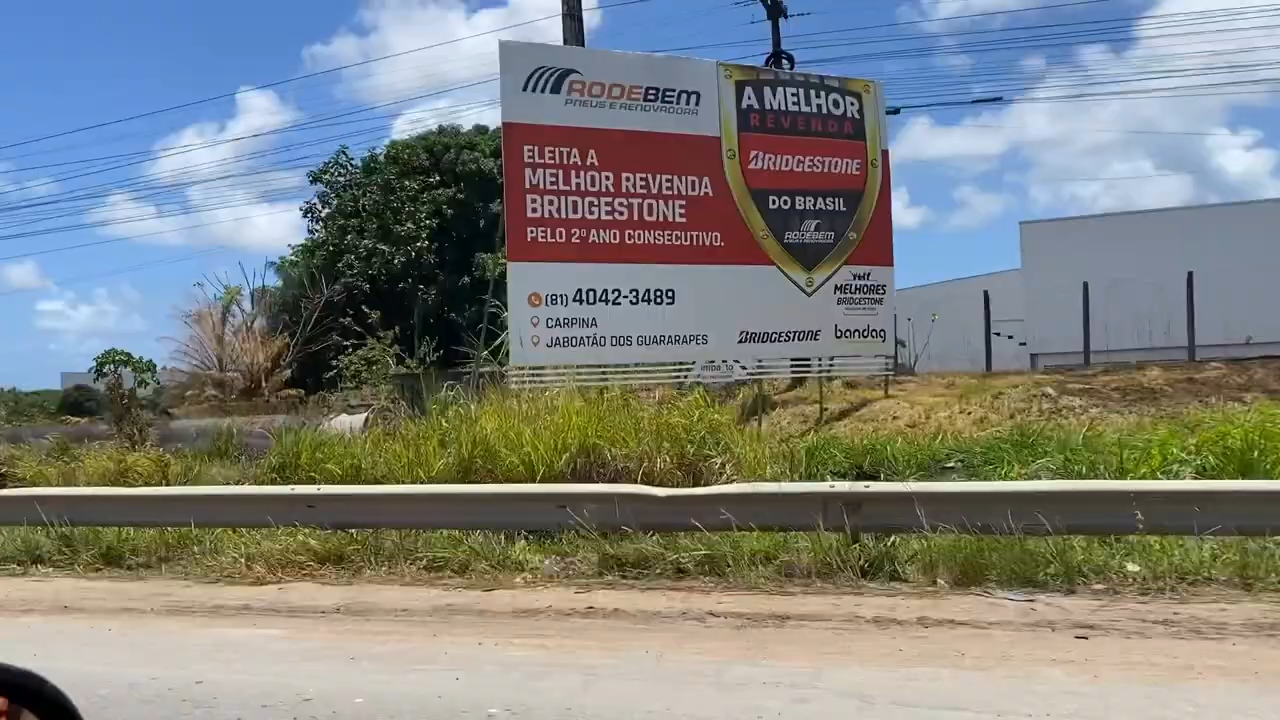 RODEBEM
PNEUS E RENOVADORA
ELEITA A
MELHOR REVENDA
BRIDGESTONE
PELO 2º ANO CONSECUTIVO.
A MELHOR
REVENDA
BRIDGESTONE
DO BRASIL
RODEBEM
(81) 4042-3489
CARPINA
JABOATÃO DOS GUARARAPES
BRIDGESTONE
MELHORES
BRIDGESTONE
bandag